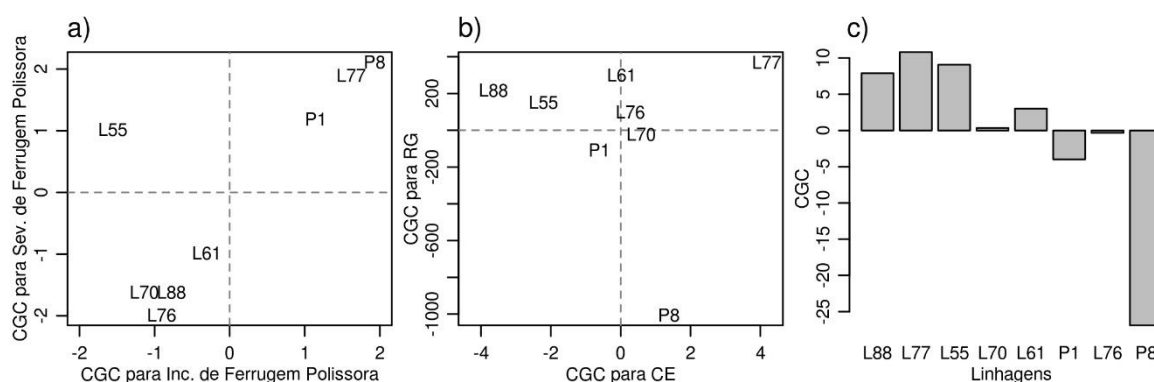 a)
CGC para Sev. de Ferrugem Polissora
2
1
0
-1
-2
P8
L77
P1
L55
L61
L70
L88
L76
-2 -1 0 1 2
CGC para Inc. de Ferrugem Polissora
b)
CGC para RG
200
-200
-600
-1000
L77
L61
L88
L55
L76
L70
P1
P8
-4 -2 0 2 4
CGC para CE
c)
CGC
10
5
0
-5
-10
-15
-20
-25
L88 L77 L55 L70 L61 P1 L76 P8
Linhagens